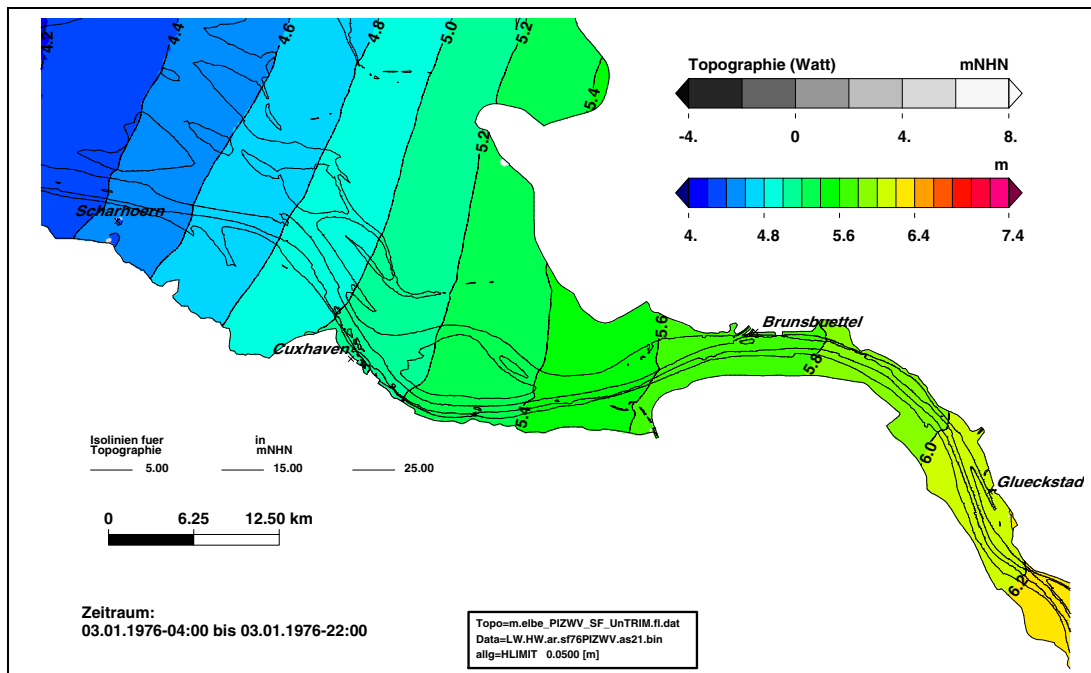 4.2
4.4
4.6
4.8
5.0
5.2
5.4
Topographie (Watt) mNHN
-4. 0 4. 8.
m
4. 4.8 5.6 6.4 7.4
5.2
Scharhoern
Cuxhaven
5.6
Brunsbuettel
5.8
5.4
6.0
Glueckstad
6.2
Isolinien fuer in
Topographie mNHN
5.00 15.00 25.00
0 6.25 12.50 km
Zeitraum:
03.01.1976-04:00 bis 03.01.1976-22:00
Topo=m.elbe_PIZWV_SF_UnTRIM.fl.dat
Data=LW.HW.ar.sf76PIZWV.as21.bin
allg=HLIMIT 0.0500 [m]